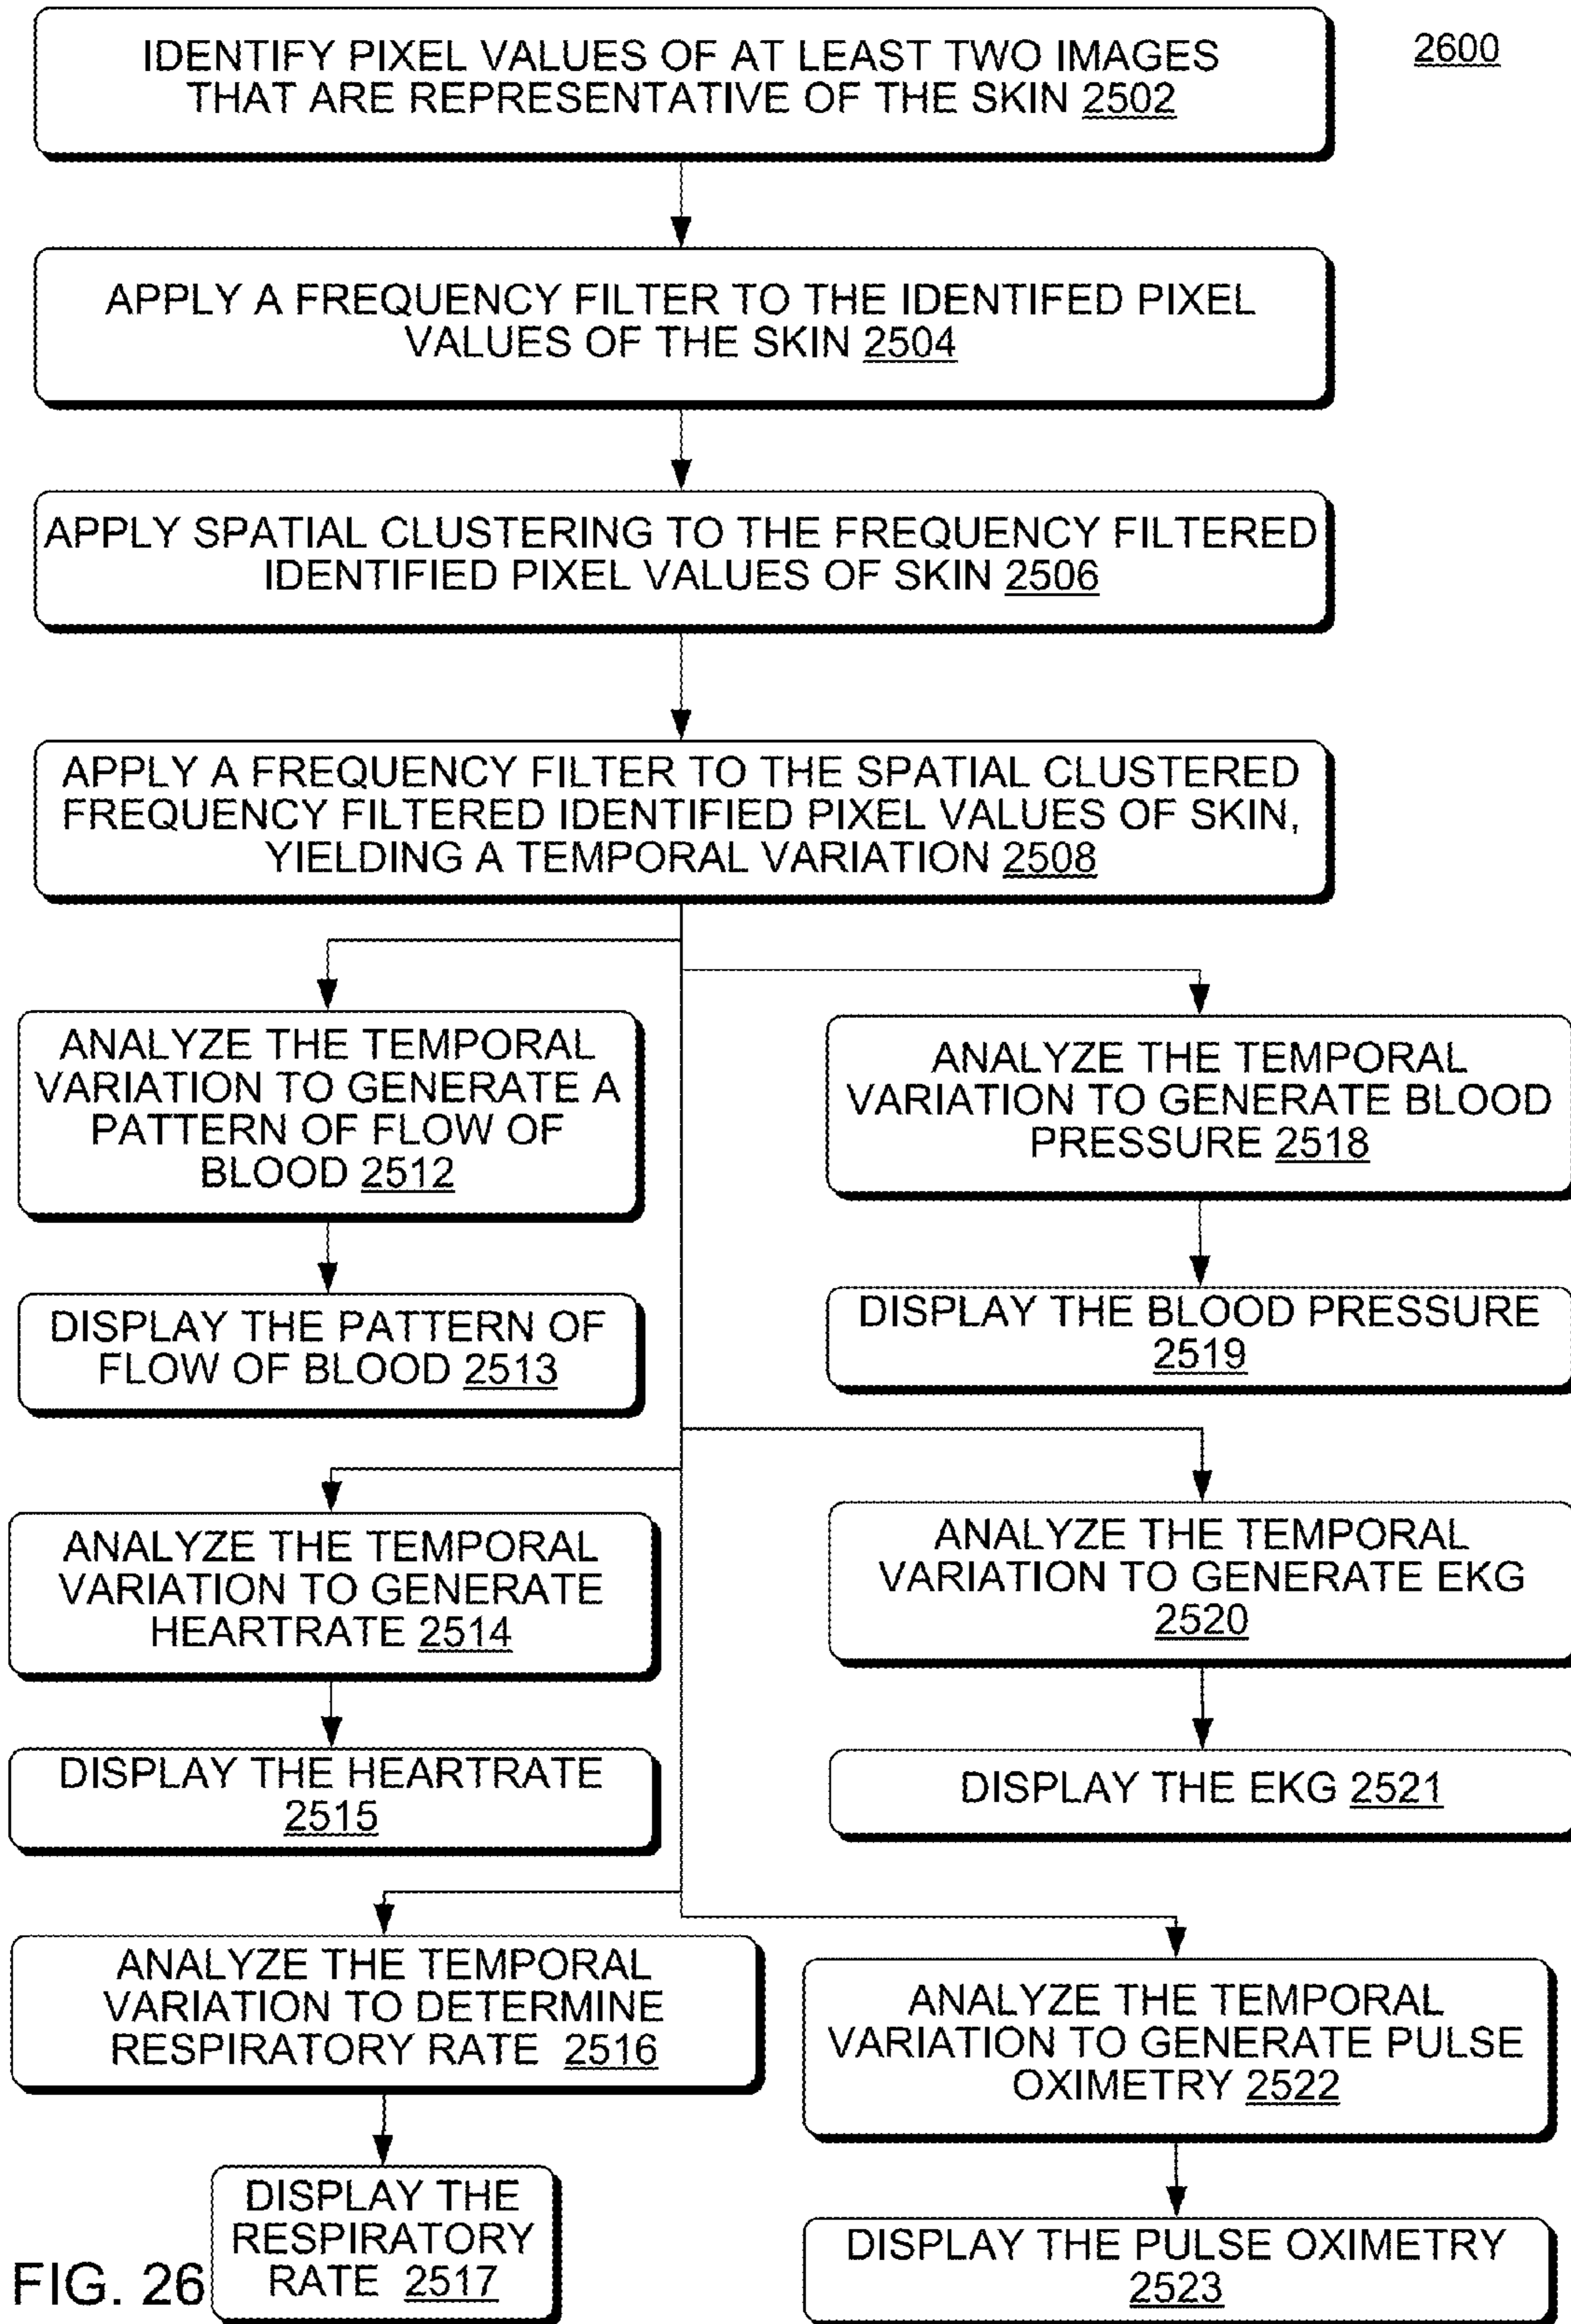 2600
IDENTIFY PIXEL VALUES OF AT LEAST TWO IMAGES
THAT ARE REPRESENTATIVE OF THE SKIN 2502
APPLY A FREQUENCY FILTER TO THE IDENTIFED PIXEL
VALUES OF THE SKIN 2504
APPLY SPATIAL CLUSTERING TO THE FREQUENCY FILTERED
IDENTIFIED PIXEL VALUES OF SKIN 2506
APPLY A FREQUENCY FILTER TO THE SPATIAL CLUSTERED
FREQUENCY FILTERED IDENTIFIED PIXEL VALUES OF SKIN,
YIELDING A TEMPORAL VARIATION 2508
ANALYZE THE TEMPORAL
VARIATION TO GENERATE A
PATTERN OF FLOW OF
BLOOD 2512
DISPLAY THE PATTERN OF
FLOW OF BLOOD 2513
ANALYZE THE TEMPORAL
VARIATION TO GENERATE BLOOD
PRESSURE 2518
DISPLAY THE BLOOD PRESSURE
2519
ANALYZE THE TEMPORAL
VARIATION TO GENERATE
HEARTRATE 2514
DISPLAY THE HEARTRATE
2515
ANALYZE THE TEMPORAL
VARIATION TO GENERATE EKG
2520
DISPLAY THE EKG 2521
ANALYZE THE TEMPORAL
VARIATION TO DETERMINE
RESPIRATORY RATE 2516
DISPLAY THE
RESPIRATORY
RATE 2517
ANALYZE THE TEMPORAL
VARIATION TO GENERATE PULSE
OXIMETRY 2522
DISPLAY THE PULSE OXIMETRY
2523
FIG. 26